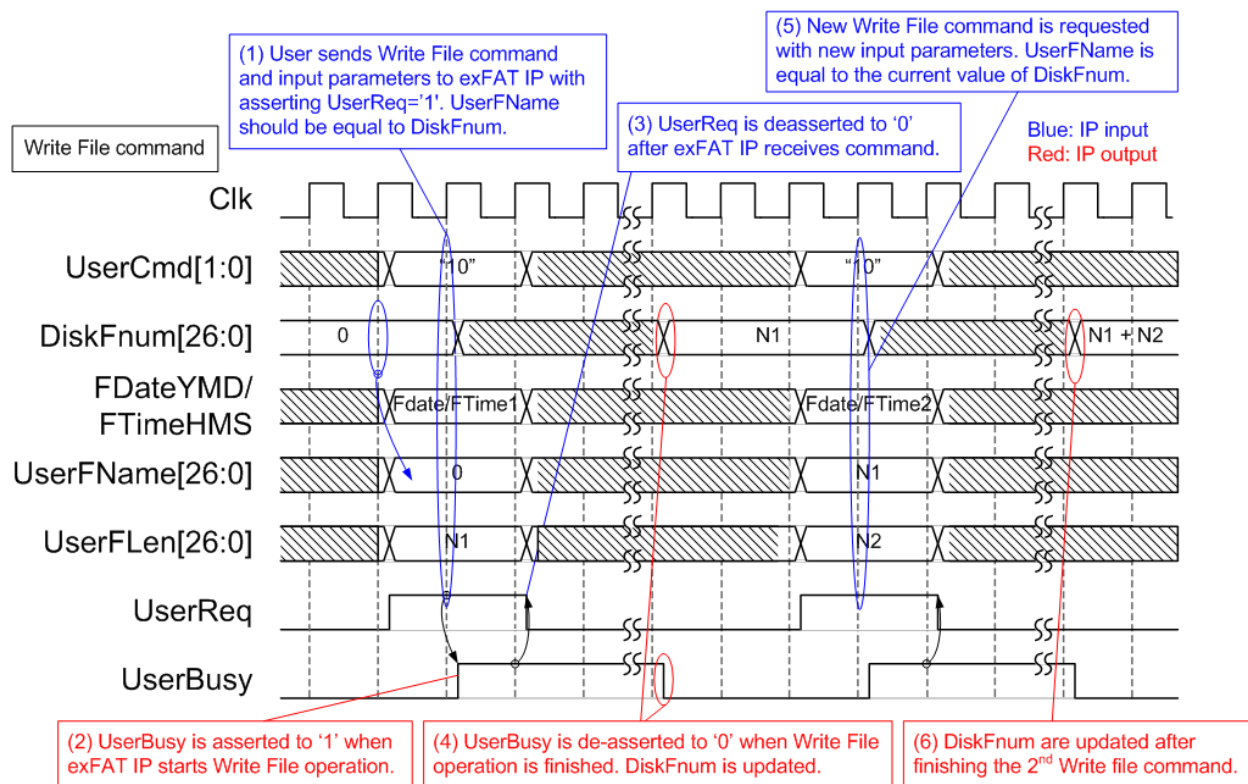 (1) User sends Write File command
and input parameters to exFAT IP with
asserting UserReq='1'. UserFName
should be equal to DiskFnum.
(5) New Write File command is requested
with new input parameters. UserFName is
equal to the current value of DiskFnum.
(3) UserReq is deasserted to ‘0’
after exFAT IP receives command.
Blue: IP input
Red: IP output
Write File command
Clk
UserCmd[1:0]
“10”
“10”
DiskFnum[26:0]
0
N1
N1 + N2
FDateYMD/
FTimeHMS
Fdate/FTime1
Fdate/FTime2
UserFName[26:0]
0
N1
UserFLen[26:0]
N1
N2
UserReq
UserBusy
(2) UserBusy is asserted to ‘1’ when
exFAT IP starts Write File operation.
(4) UserBusy is de-asserted to ‘0’ when Write File
operation is finished. DiskFnum is updated.
(6) DiskFnum are updated after
finishing the 2nd Write file command.